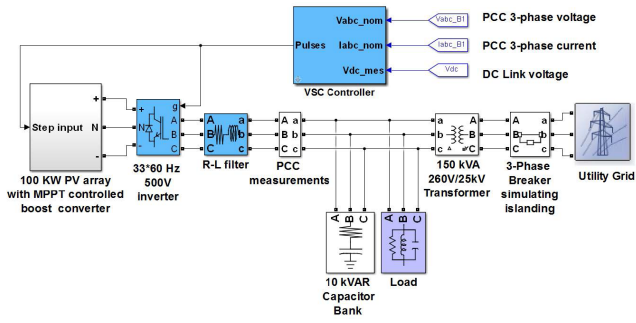 Vabc_nom
Vabc_B1
PCC 3-phase voltage
Pulses
Iabc_nom
Iabc_B1
PCC 3-phase current
Vdc_mes
Vdc
DC Link voltage
VSC Controller
+
Step input
N
-
+
N
-
g
A
B
C
A
B
C
a
b
c
A
B
C
a
b
c
a
b
c
A
B
C
A
B
C
a
b
c
100 KW PV array
with MPPT controlled
boost converter
33*60 Hz
500V
inverter
R-L filter
PCC
measurements
150 kVA
260V/25kV
Transformer
3-Phase
Breaker
simulating
islanding
Utility Grid
A
B
C
A
B
C
10 kVAR
Capacitor
Bank
Load